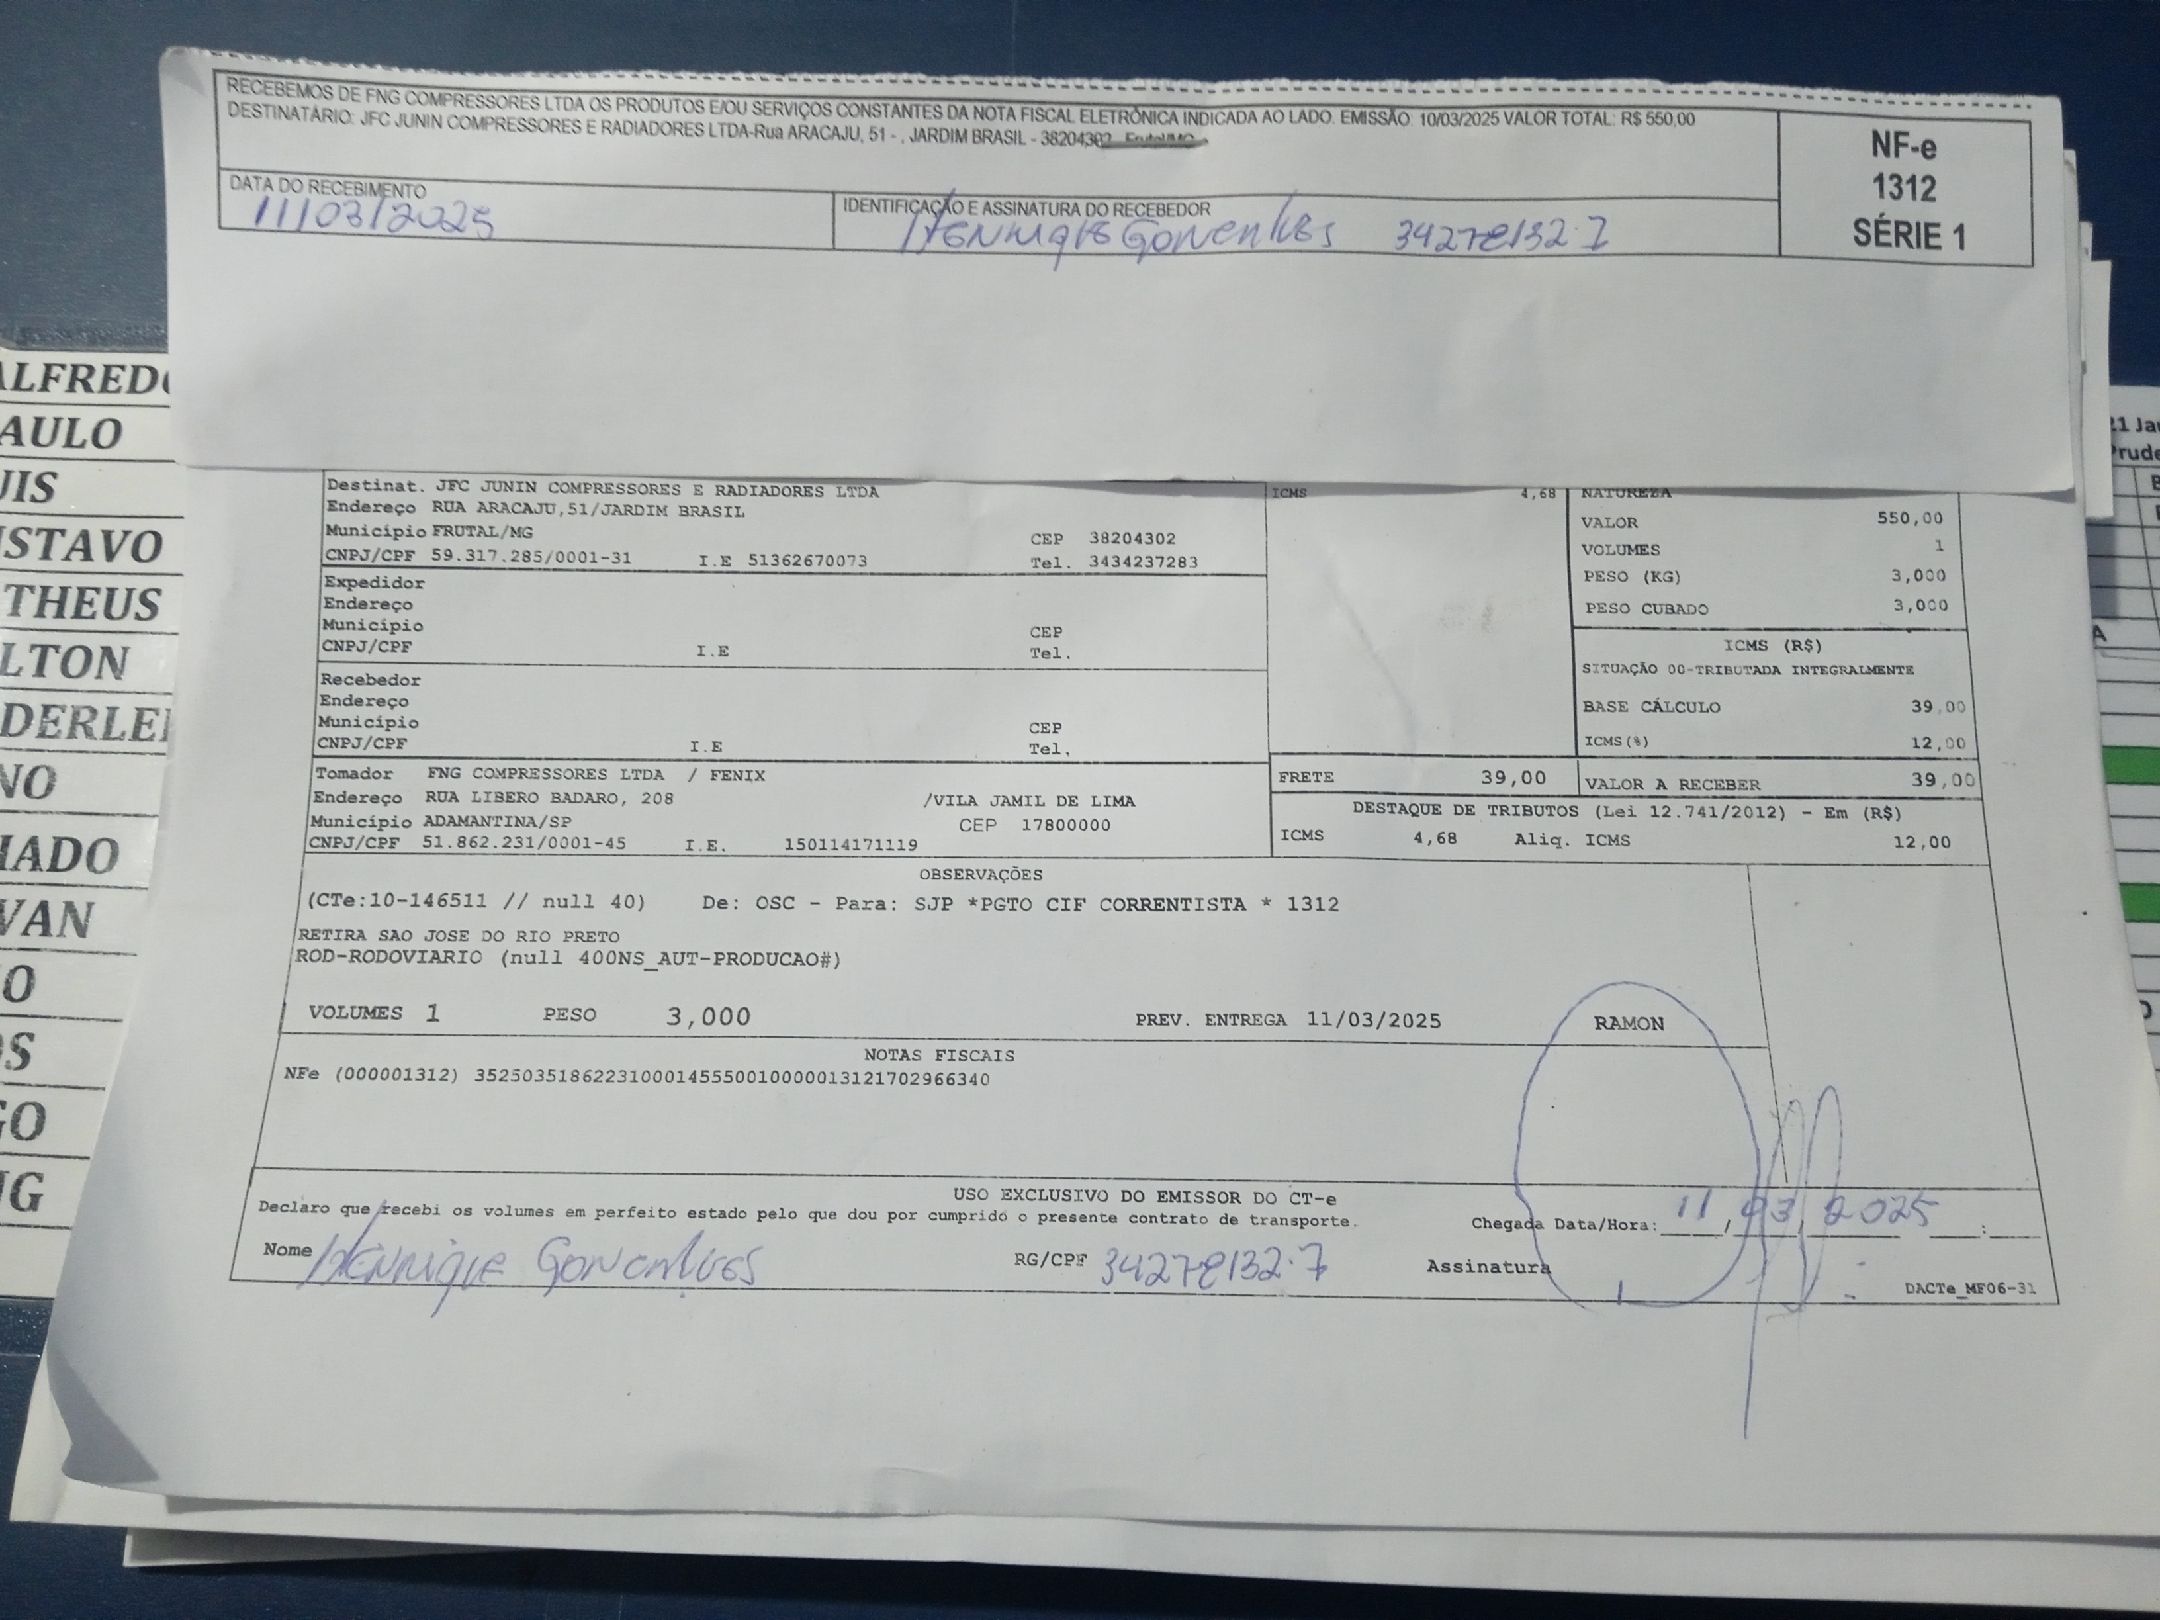 RECEBEMOS DE FNG COMPRESSORES LTDA OS PRODUTOS E/OU SERVIÇOS CONSTANTES DA NOTA FISCAL ELETRÔNICA INDICADA AO LADO. EMISSÃO: 10/03/2025 VALOR TOTAL: R$ 550,00
DESTINATÁRIO: JFC JUNIN COMPRESSORES E RADIADORES LTDA-Rua ARACAJU, 51 - , JARDIM BRASIL - 38204302
NF-e
1312
SÉRIE 1
DATA DO RECEBIMENTO
11/03/2025
IDENTIFICAÇÃO E ASSINATURA DO RECEBEDOR
Henrique Goncalves
ALFREDO
AULO
UIS
STAVO
THEUS
LTON
DERLEI
NO
HADO
VAN
O
OS
GO
NG
Destinat. JFC JUNIN COMPRESSORES E RADIADORES LTDA
Endereço RUA ARACAJU,51/JARDIM BRASIL
Município FRUTAL/MG CEP 38204302
CNPJ/CPF 59.317.285/0001-31 I.E 51362670073 Tel. 3434237283
Expedidor
Endereço
Município CEP
CNPJ/CPF I.E Tel.
Recebedor
Endereço
Município CEP
CNPJ/CPF I.E Tel.
Tomador FNG COMPRESSORES LTDA / FENIX
Endereço RUA LIBERO BADARO, 208 /VILA JAMIL DE LIMA
Município ADAMANTINA/SP CEP 17800000
CNPJ/CPF 51.862.231/0001-45 I.E. 150114171119
ICMS 4,68
NATUREZA
VALOR 550,00
VOLUMES 1
PESO (KG) 3,000
PESO CUBADO 3,000
ICMS (R$)
SITUAÇÃO 00-TRIBUTADA INTEGRALMENTE
BASE CÁLCULO 39,00
ICMS(%) 12,00
FRETE 39,00 VALOR A RECEBER 39,00
DESTAQUE DE TRIBUTOS (Lei 12.741/2012) - Em (R$)
ICMS 4,68 Aliq. ICMS 12,00
OBSERVAÇÕES
(CTe:10-146511 // null 40) De: OSC - Para: SJP *PGTO CIF CORRENTISTA * 1312
RETIRA SAO JOSE DO RIO PRETO
ROD-RODOVIARIO (null 400NS_AUT-PRODUCAO#)
VOLUMES 1 PESO 3,000 PREV. ENTREGA 11/03/2025 RAMON
NOTAS FISCAIS
NFe (000001312) 35250351862231000145550010000013121702966340
USO EXCLUSIVO DO EMISSOR DO CT-e
Declaro que recebi os volumes em perfeito estado pelo que dou por cumprido o presente contrato de transporte. Chegada Data/Hora: 11/03/2025 :
Nome Henrique Goncalves RG/CPF 34278132.7 Assinatura
DACTe_MF06-31